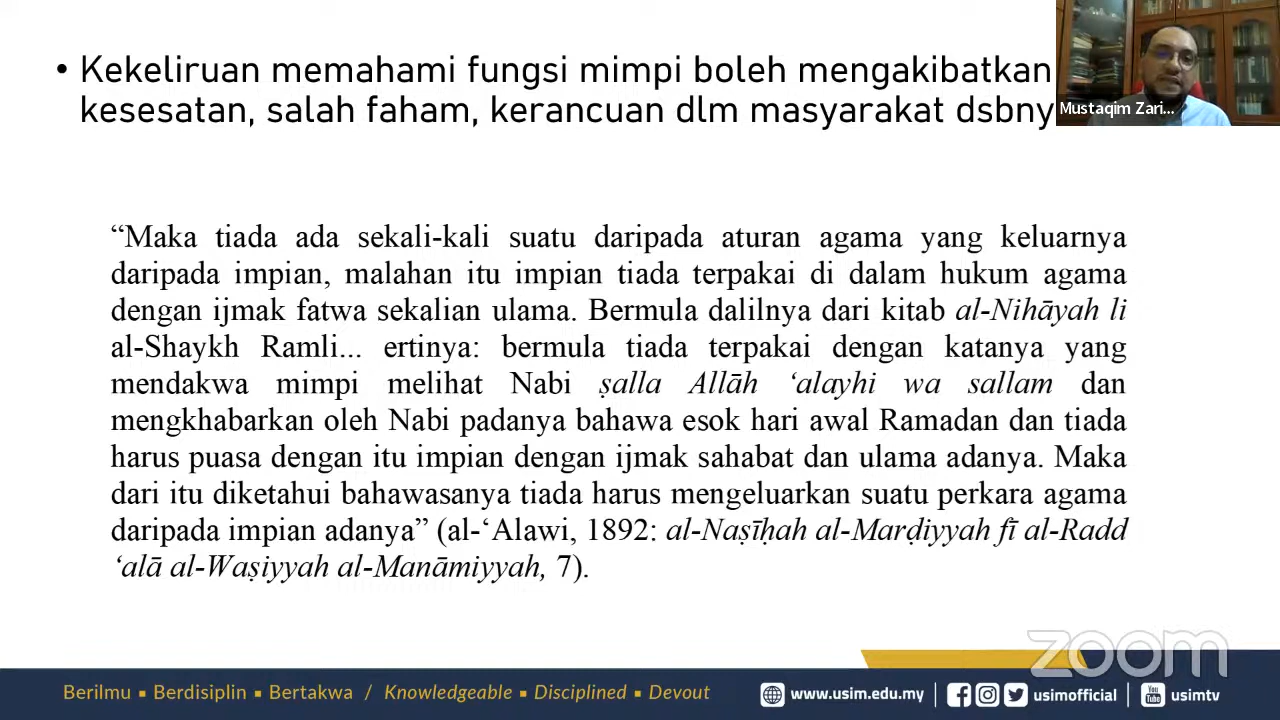 • Kekeliruan memahami fungsi mimpi boleh mengakibatkan
kesesatan, salah faham, kerancuan dlm masyarakat dsbny
Mustaqim Zari...
“Maka tiada ada sekali-kali suatu daripada aturan agama yang keluarnya
daripada impian, malahan itu impian tiada terpakai di dalam hukum agama
dengan ijmak fatwa sekalian ulama. Bermula dalilnya dari kitab al-Nihāyah li
al-Shaykh Ramli... ertinya: bermula tiada terpakai dengan katanya yang
mendakwa mimpi melihat Nabi ṣalla Allāh ‘alayhi wa sallam dan
mengkhabarkan oleh Nabi padanya bahawa esok hari awal Ramadan dan tiada
harus puasa dengan itu impian dengan ijmak sahabat dan ulama adanya. Maka
dari itu diketahui bahawasanya tiada harus mengeluarkan suatu perkara agama
daripada impian adanya” (al-‘Alawi, 1892: al-Naṣīḥah al-Marḍiyyah fī al-Radd
‘alā al-Waṣiyyah al-Manāmiyyah, 7).
zoom
Berilmu ▪ Berdisiplin ▪ Bertakwa / Knowledgeable ▪ Disciplined ▪ Devout
www.usim.edu.my | usimofficial | You Tube usimtv